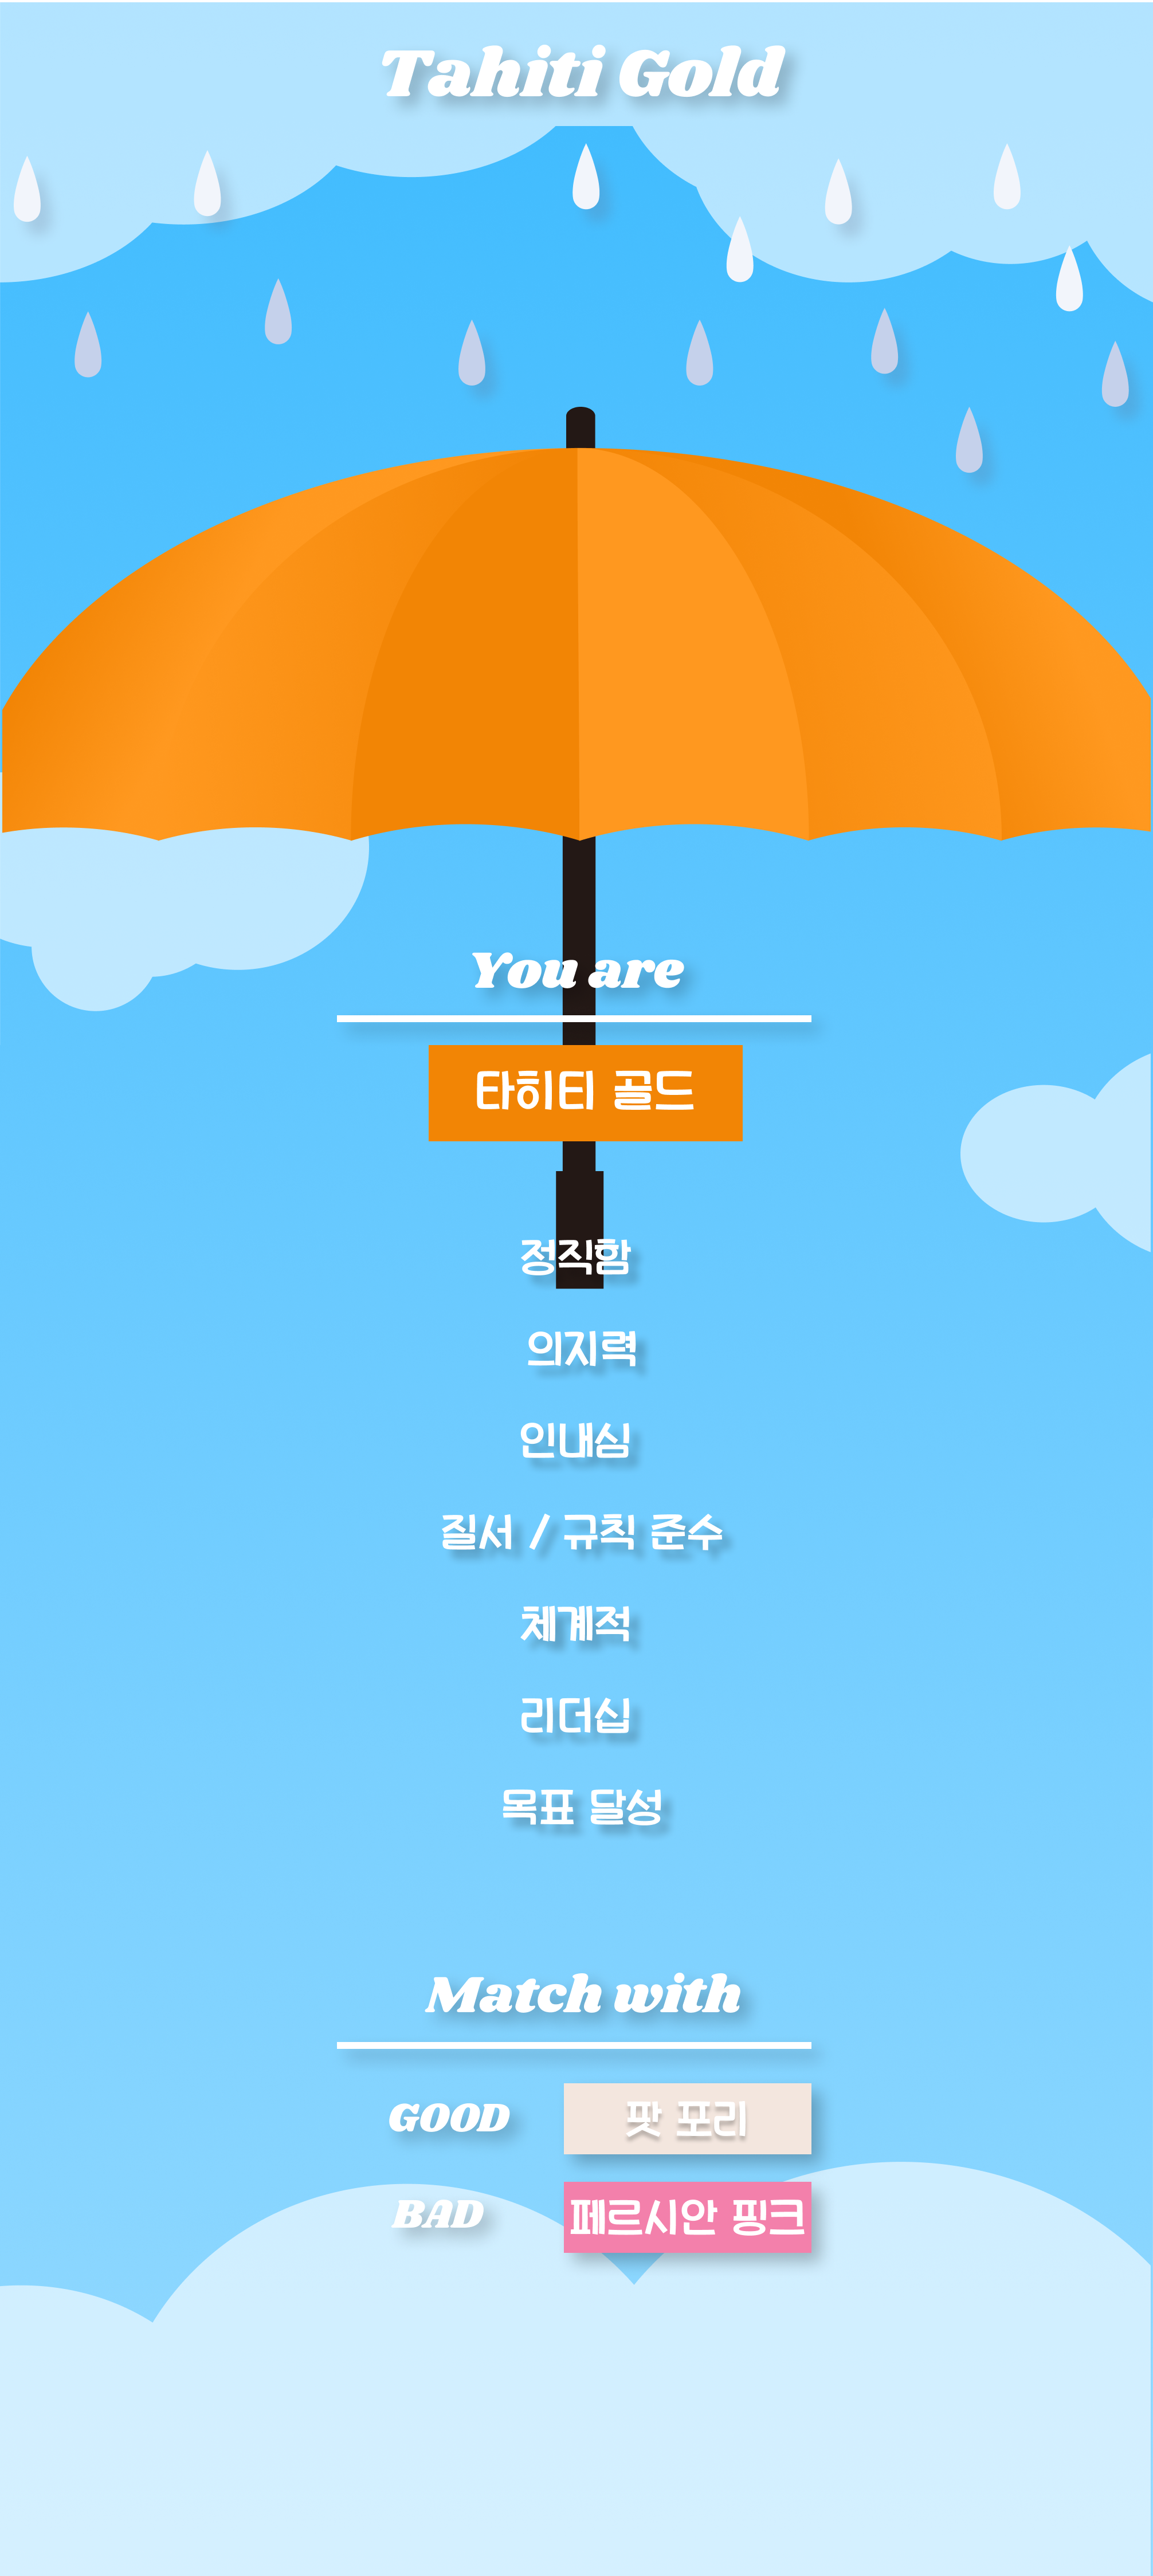 Tahiti Gold
You are
타히티 골드
정직함
의지력
인내심
질서 / 규칙 준수
체계적
리더십
목표 달성
Match with
GOOD 팟 포리
BAD 페르시안 핑크